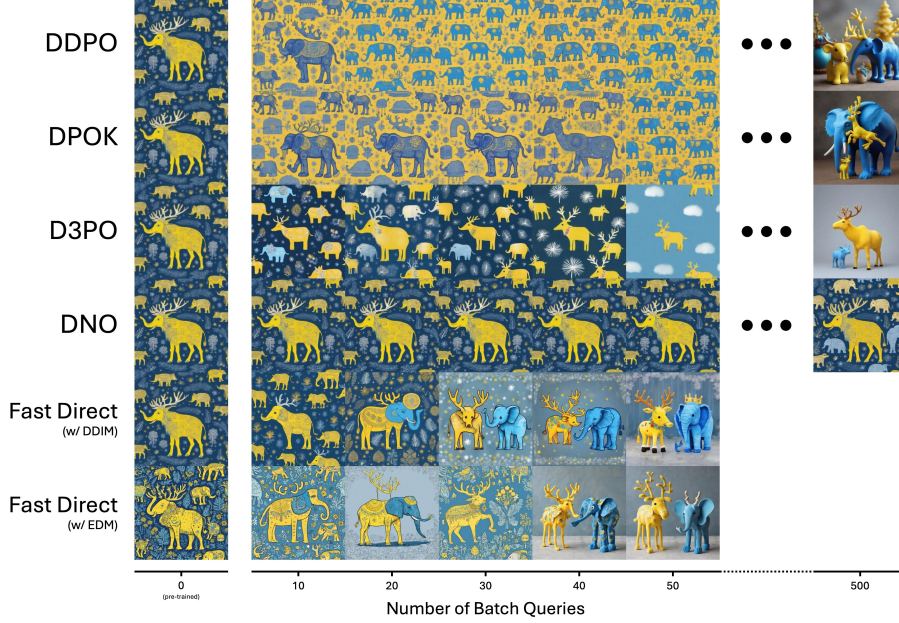 DDPO
DPOK
D3PO
DNO
Fast Direct
(w/ DDIM)
Fast Direct
(w/ EDM)
0
(pre-trained)
10
20
30
40
50
500
Number of Batch Queries